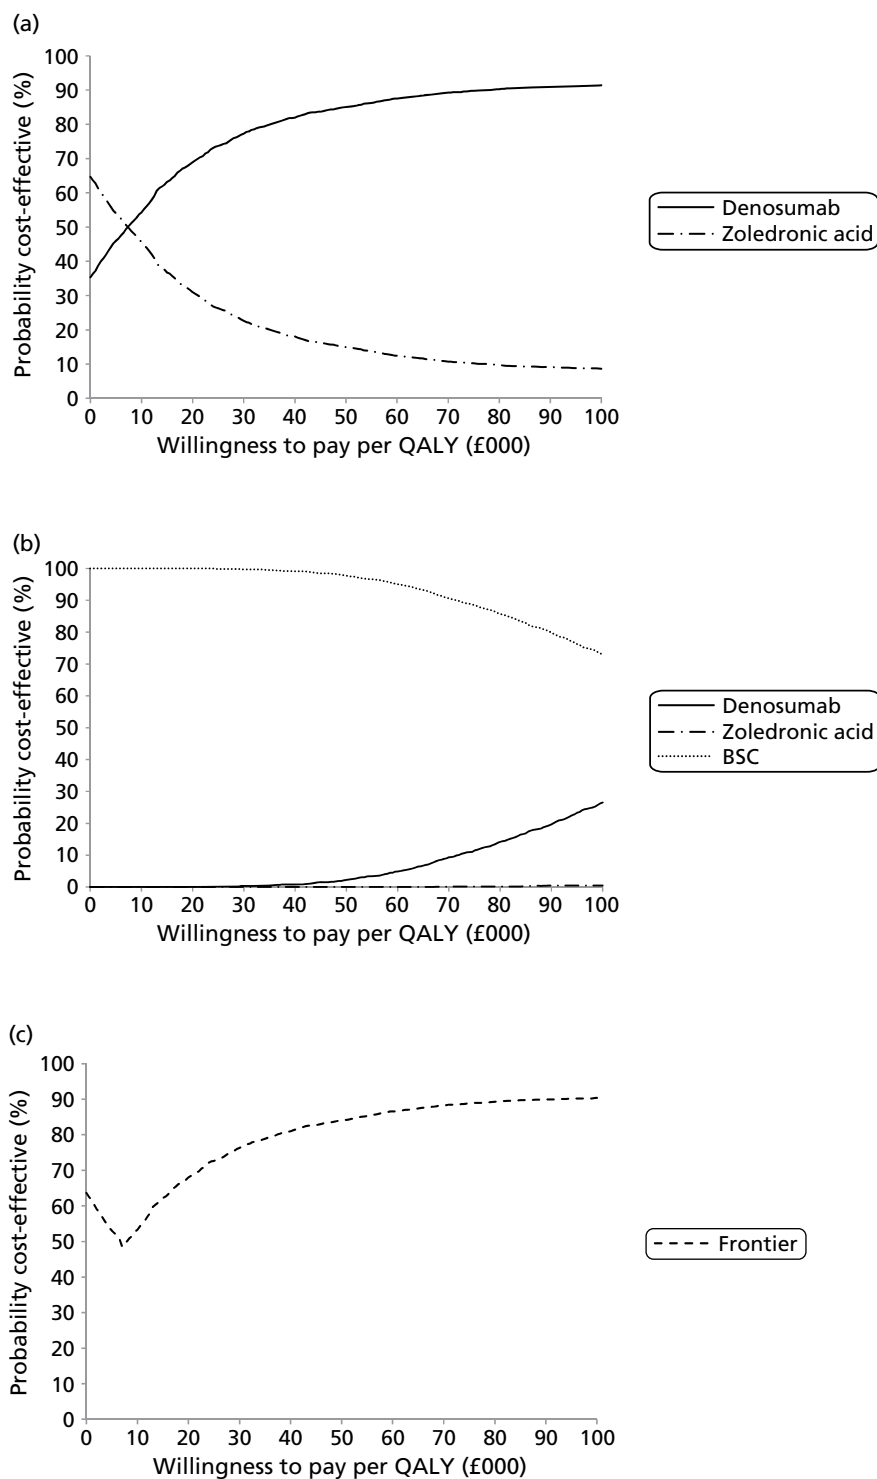 (a)
Probability cost-effective (%)
100
90
80
70
60
50
40
30
20
10
0
0 10 20 30 40 50 60 70 80 90 100
Willingness to pay per QALY (£000)
Denosumab
Zoledronic acid
(b)
Probability cost-effective (%)
100
90
80
70
60
50
40
30
20
10
0
0 10 20 30 40 50 60 70 80 90 100
Willingness to pay per QALY (£000)
Denosumab
Zoledronic acid
BSC
(c)
Probability cost-effective (%)
100
90
80
70
60
50
40
30
20
10
0
0 10 20 30 40 50 60 70 80 90 100
Willingness to pay per QALY (£000)
Frontier